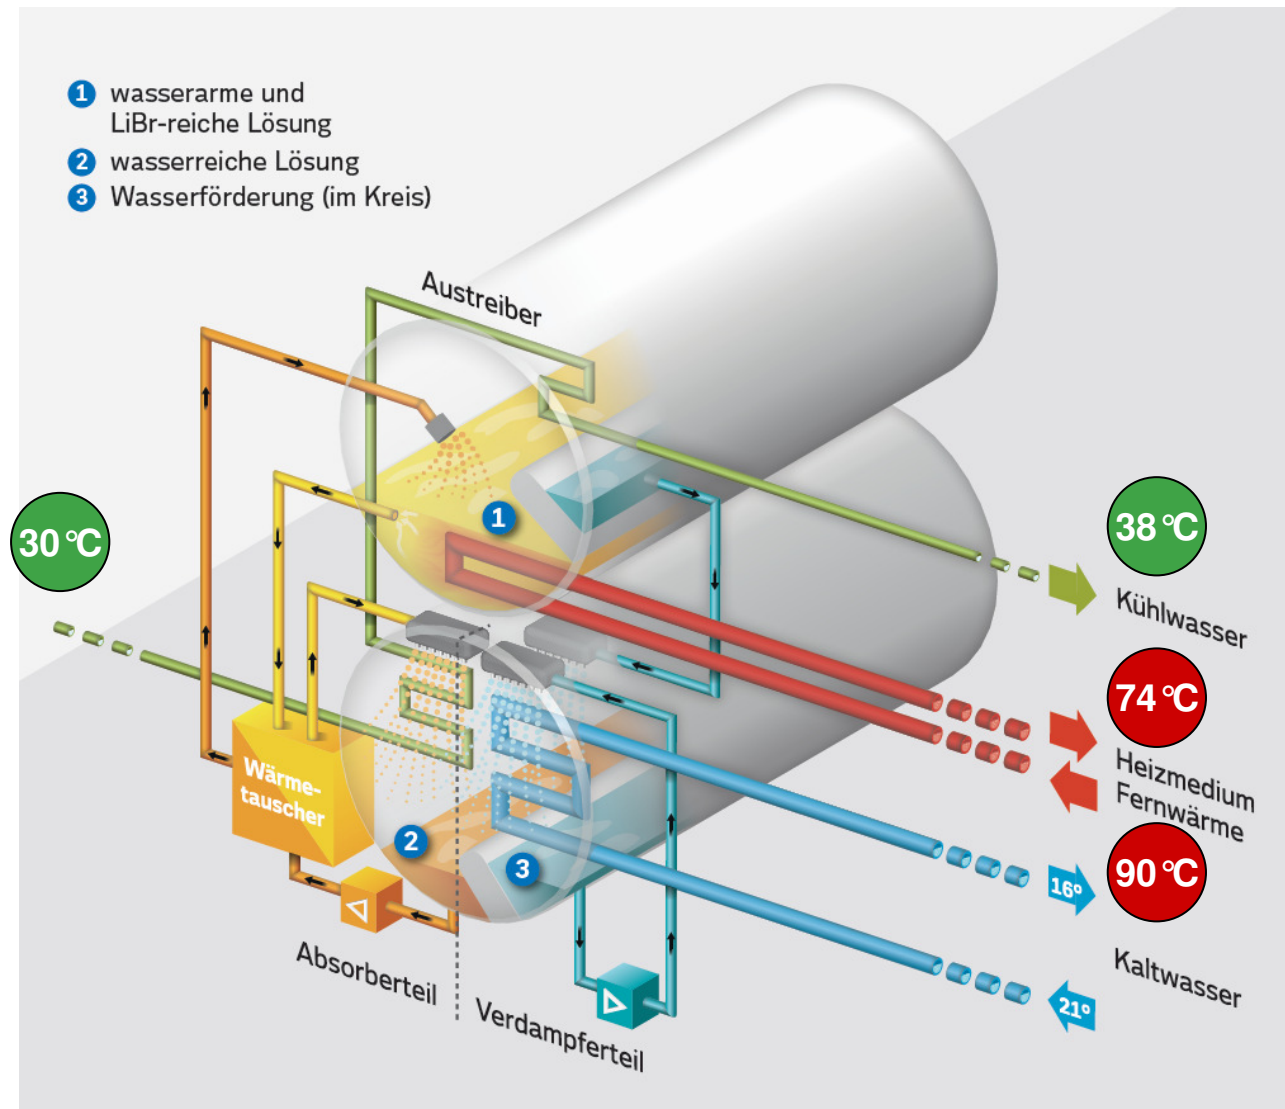 1 wasserarme und
LiBr-reiche Lösung
2 wasserreiche Lösung
3 Wasserförderung (im Kreis)
Austreiber
1
30 °C
38 °C
Kühlwasser
74 °C
Heizmedium
Fernwärme
90 °C
Wärme-
tauscher
2
3
16°
Kaltwasser
21°
Absorberteil
Verdampferteil